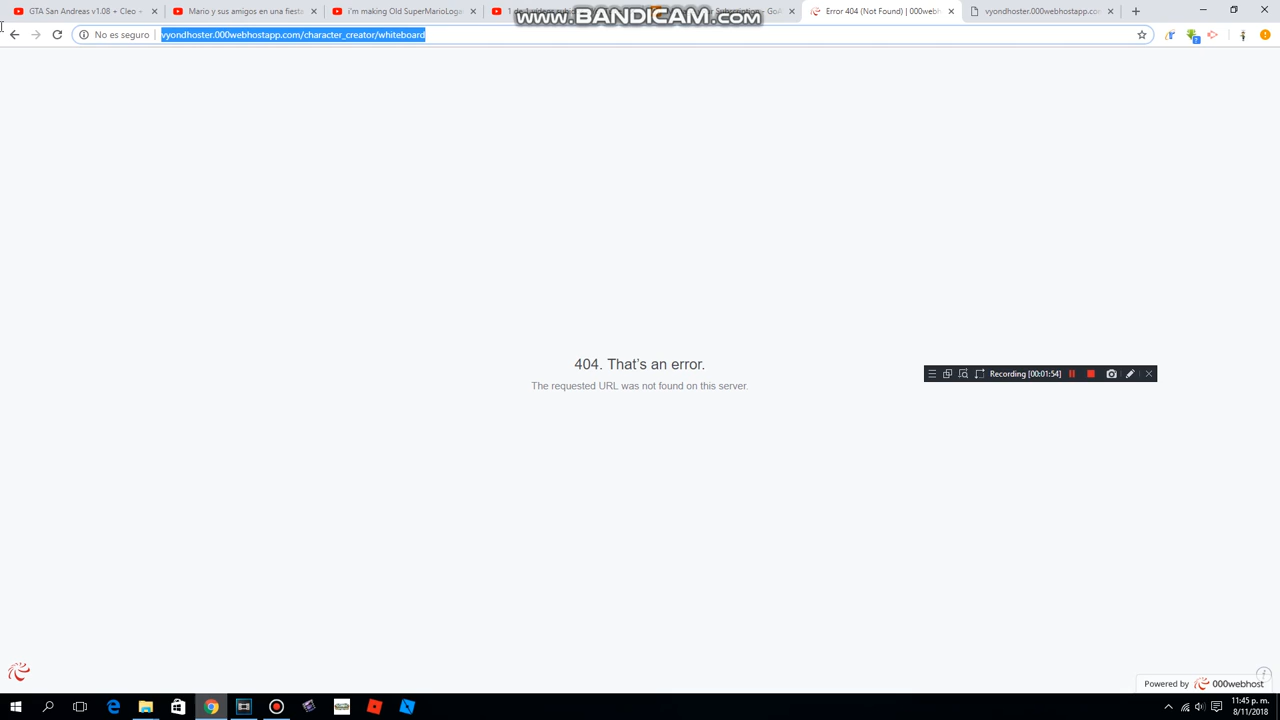 GTA San Andreas v1.08 + Cleo +
Mario y sus amigos en una fiesta
i'm making Old SuperMarioLoga
Error 404 (Not Found) | 000webh
vyondhoster.000webhostapp.com/
www.BANDICAM.com
No es seguro
vyondhoster.000webhostapp.com/character_creator/whiteboard
404. That's an error.
The requested URL was not found on this server.
Recording [00:01:54]
Powered by 000webhost
11:45 p. m.
8/11/2018